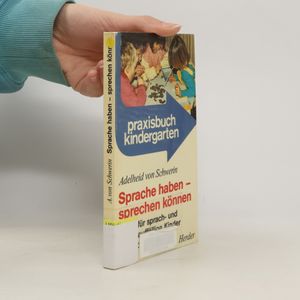 Sprache haben – sprechen könn
A. von Schwerin
praxisbuch
kindergarten
Adelheid von Schwerin
Sprache haben –
sprechen können
für sprach- und
Kinder
Herder